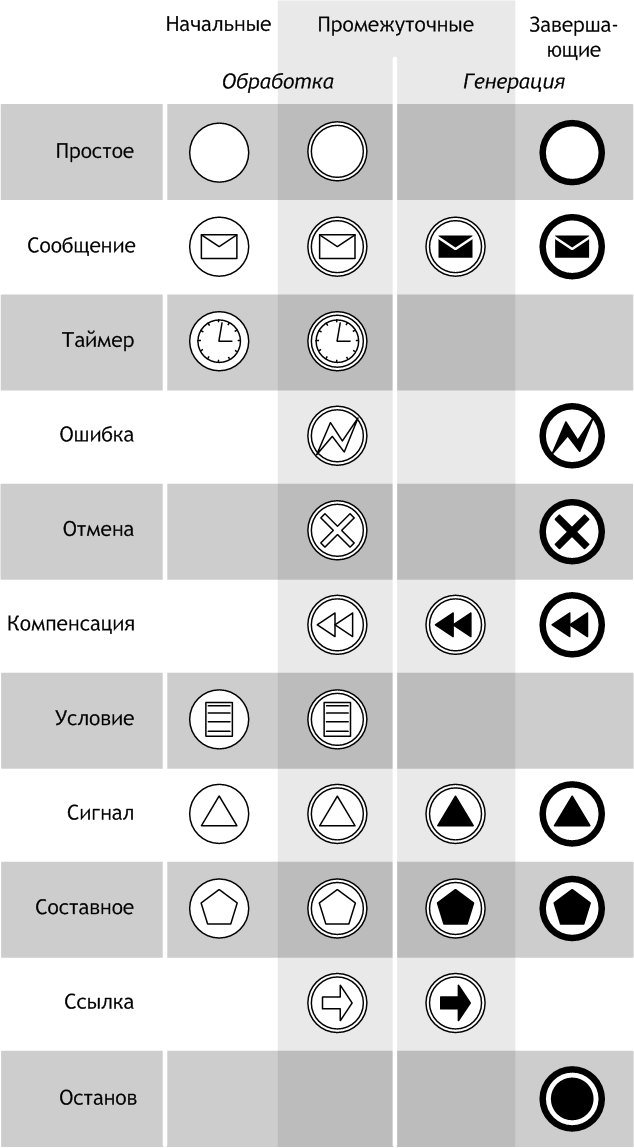 Начальные Промежуточные Заверша-
ющие
Обработка Генерация
Простое
Сообщение
Таймер
Ошибка
Отмена
Компенсация
Условие
Сигнал
Составное
Ссылка
Останов